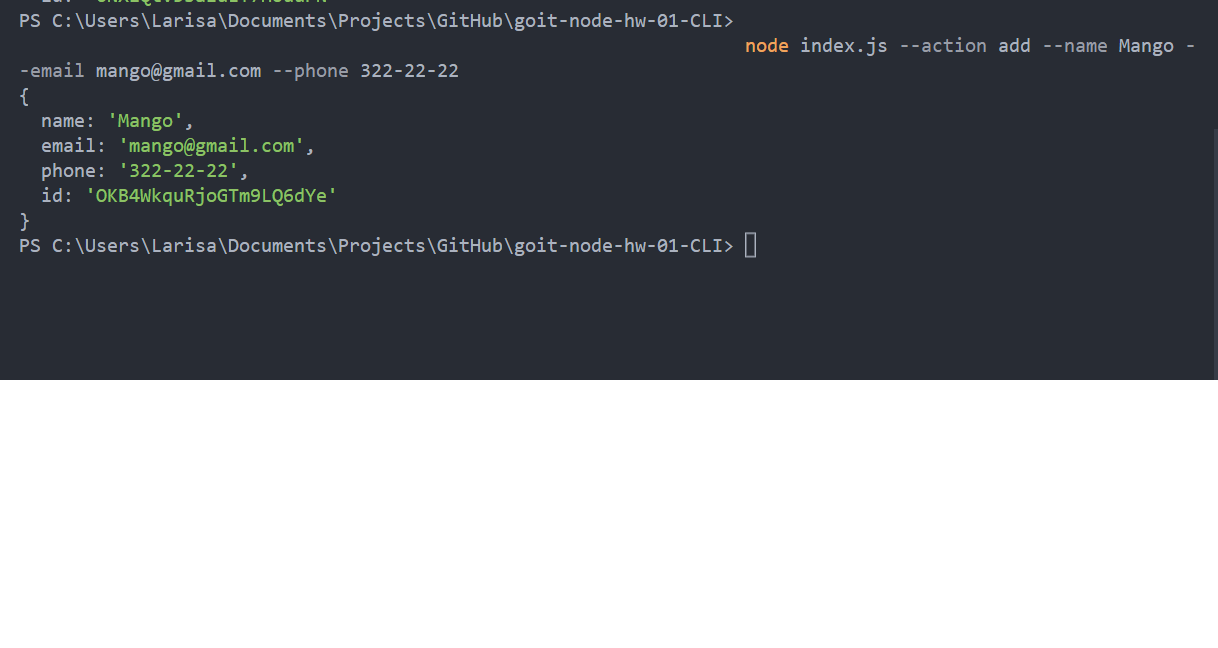 PS C:\Users\Larisa\Documents\Projects\GitHub\goit-node-hw-01-CLI>
node index.js --action add --name Mango -
-email mango@gmail.com --phone 322-22-22
{
name: 'Mango',
email: 'mango@gmail.com',
phone: '322-22-22',
id: 'OKB4WkquRjoGTm9LQ6dYe'
}
PS C:\Users\Larisa\Documents\Projects\GitHub\goit-node-hw-01-CLI>